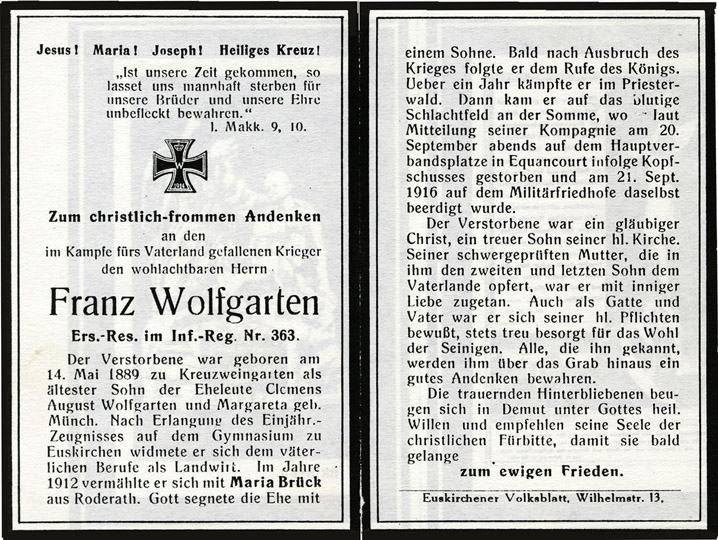 Jesus! Maria! Joseph! Heiliges Kreuz!
„Ist unsere Zeit gekommen, so
lasset uns mannhaft sterben für
unsere Brüder und unsere Ehre
unbefleckt bewahren.“
1. Makk. 9, 10.
W
1914
Zum christlich-frommen Andenken
an den
im Kampfe fürs Vaterland gefallenen Krieger
den wohlachtbaren Herrn
Franz Wolfgarten
Ers.-Res. im Inf.-Reg. Nr. 363.
Der Verstorbene war geboren am
14. Mai 1889 zu Kreuzweingarten als
ältester Sohn der Eheleute Clemens
August Wolfgarten und Margareta geb.
Münch. Nach Erlangung des Einjähr.-
Zeugnisses auf dem Gymnasium zu
Euskirchen widmete er sich dem väter-
lichen Berufe als Landwirt. Im Jahre
1912 vermählte er sich mit Maria Brück
aus Roderath. Gott segnete die Ehe mit
einem Sohne. Bald nach Ausbruch des
Krieges folgte er dem Rufe des Königs.
Ueber ein Jahr kämpfte er im Priester-
wald. Dann kam er auf das blutige
Schlachtfeld an der Somme, wo laut
Mitteilung seiner Kompagnie am 20.
September abends auf dem Hauptver-
bandsplatze in Equancourt infolge Kopf-
schusses gestorben und am 21. Sept.
1916 auf dem Militärfriedhofe daselbst
beerdigt wurde.
Der Verstorbene war ein gläubiger
Christ, ein treuer Sohn seiner hl. Kirche.
Seiner schwergeprüften Mutter, die in
ihm den zweiten und letzten Sohn dem
Vaterlande opfert, war er mit inniger
Liebe zugetan. Auch als Gatte und
Vater war er sich seiner hl. Pflichten
bewußt, stets treu besorgt für das Wohl
der Seinigen. Alle, die ihn gekannt,
werden ihm über das Grab hinaus ein
gutes Andenken bewahren.
Die trauernden Hinterbliebenen beu-
gen sich in Demut unter Gottes heil.
Willen und empfehlen seine Seele der
christlichen Fürbitte, damit sie bald
gelange
zum ewigen Frieden.
Euskirchener Volksblatt, Wilhelmstr. 13.